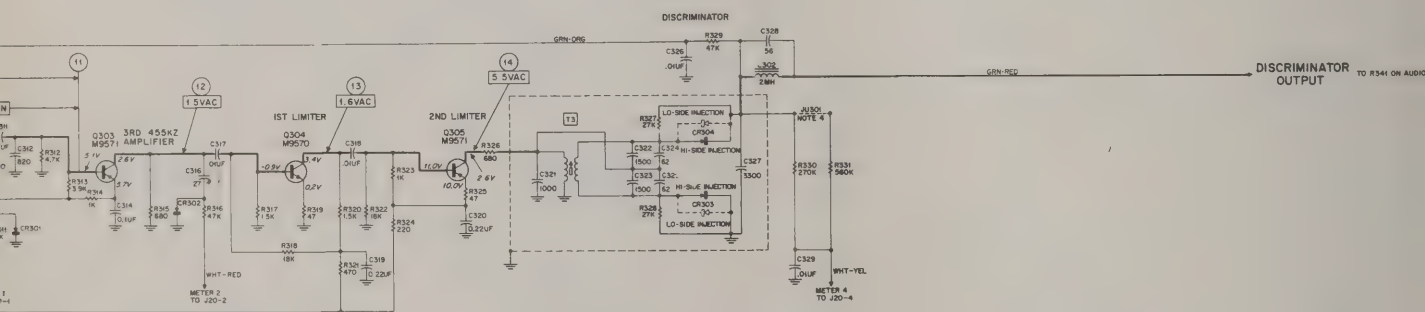 DISCRIMINATOR
GRN-ORG
R329
47K
C328
56
C326
.01UF
L302
2MH
GRN-RED
DISCRIMINATOR
OUTPUT
TO R341 ON AUDIO
11
12
1.5VAC
13
1.6VAC
14
5.5VAC
C312
820
R312
4.7K
Q303
M9571
3RD 455KZ
AMPLIFIER
5.1V
2.6V
5.7V
R313
3.9K
R314
1K
C314
0.1UF
CR301
R315
680
CR302
C316
27
R316
47K
C317
.01UF
WHT-RED
METER 2
TO J20-2
1ST LIMITER
Q304
M9570
-0.9V
3.4V
0.2V
R317
1.5K
R319
47
R318
18K
C318
.01UF
R320
1.5K
R322
18K
R321
470
C319
0.22UF
R323
1K
R324
220
2ND LIMITER
Q305
M9571
11.0V
10.0V
2.6V
R326
680
R325
47
C320
0.22UF
T3
C321
1000
R327
27K
C322
1500
C323
1500
R328
27K
C324
62
62
LO-SIDE INJECTION
CR304
HI-SIDE INJECTION
HI-SIDE INJECTION
CR303
LO-SIDE INJECTION
C327
3300
JU301
NOTE 4
R330
270K
R331
560K
C329
.01UF
WHT-YEL
METER 4
TO J20-4